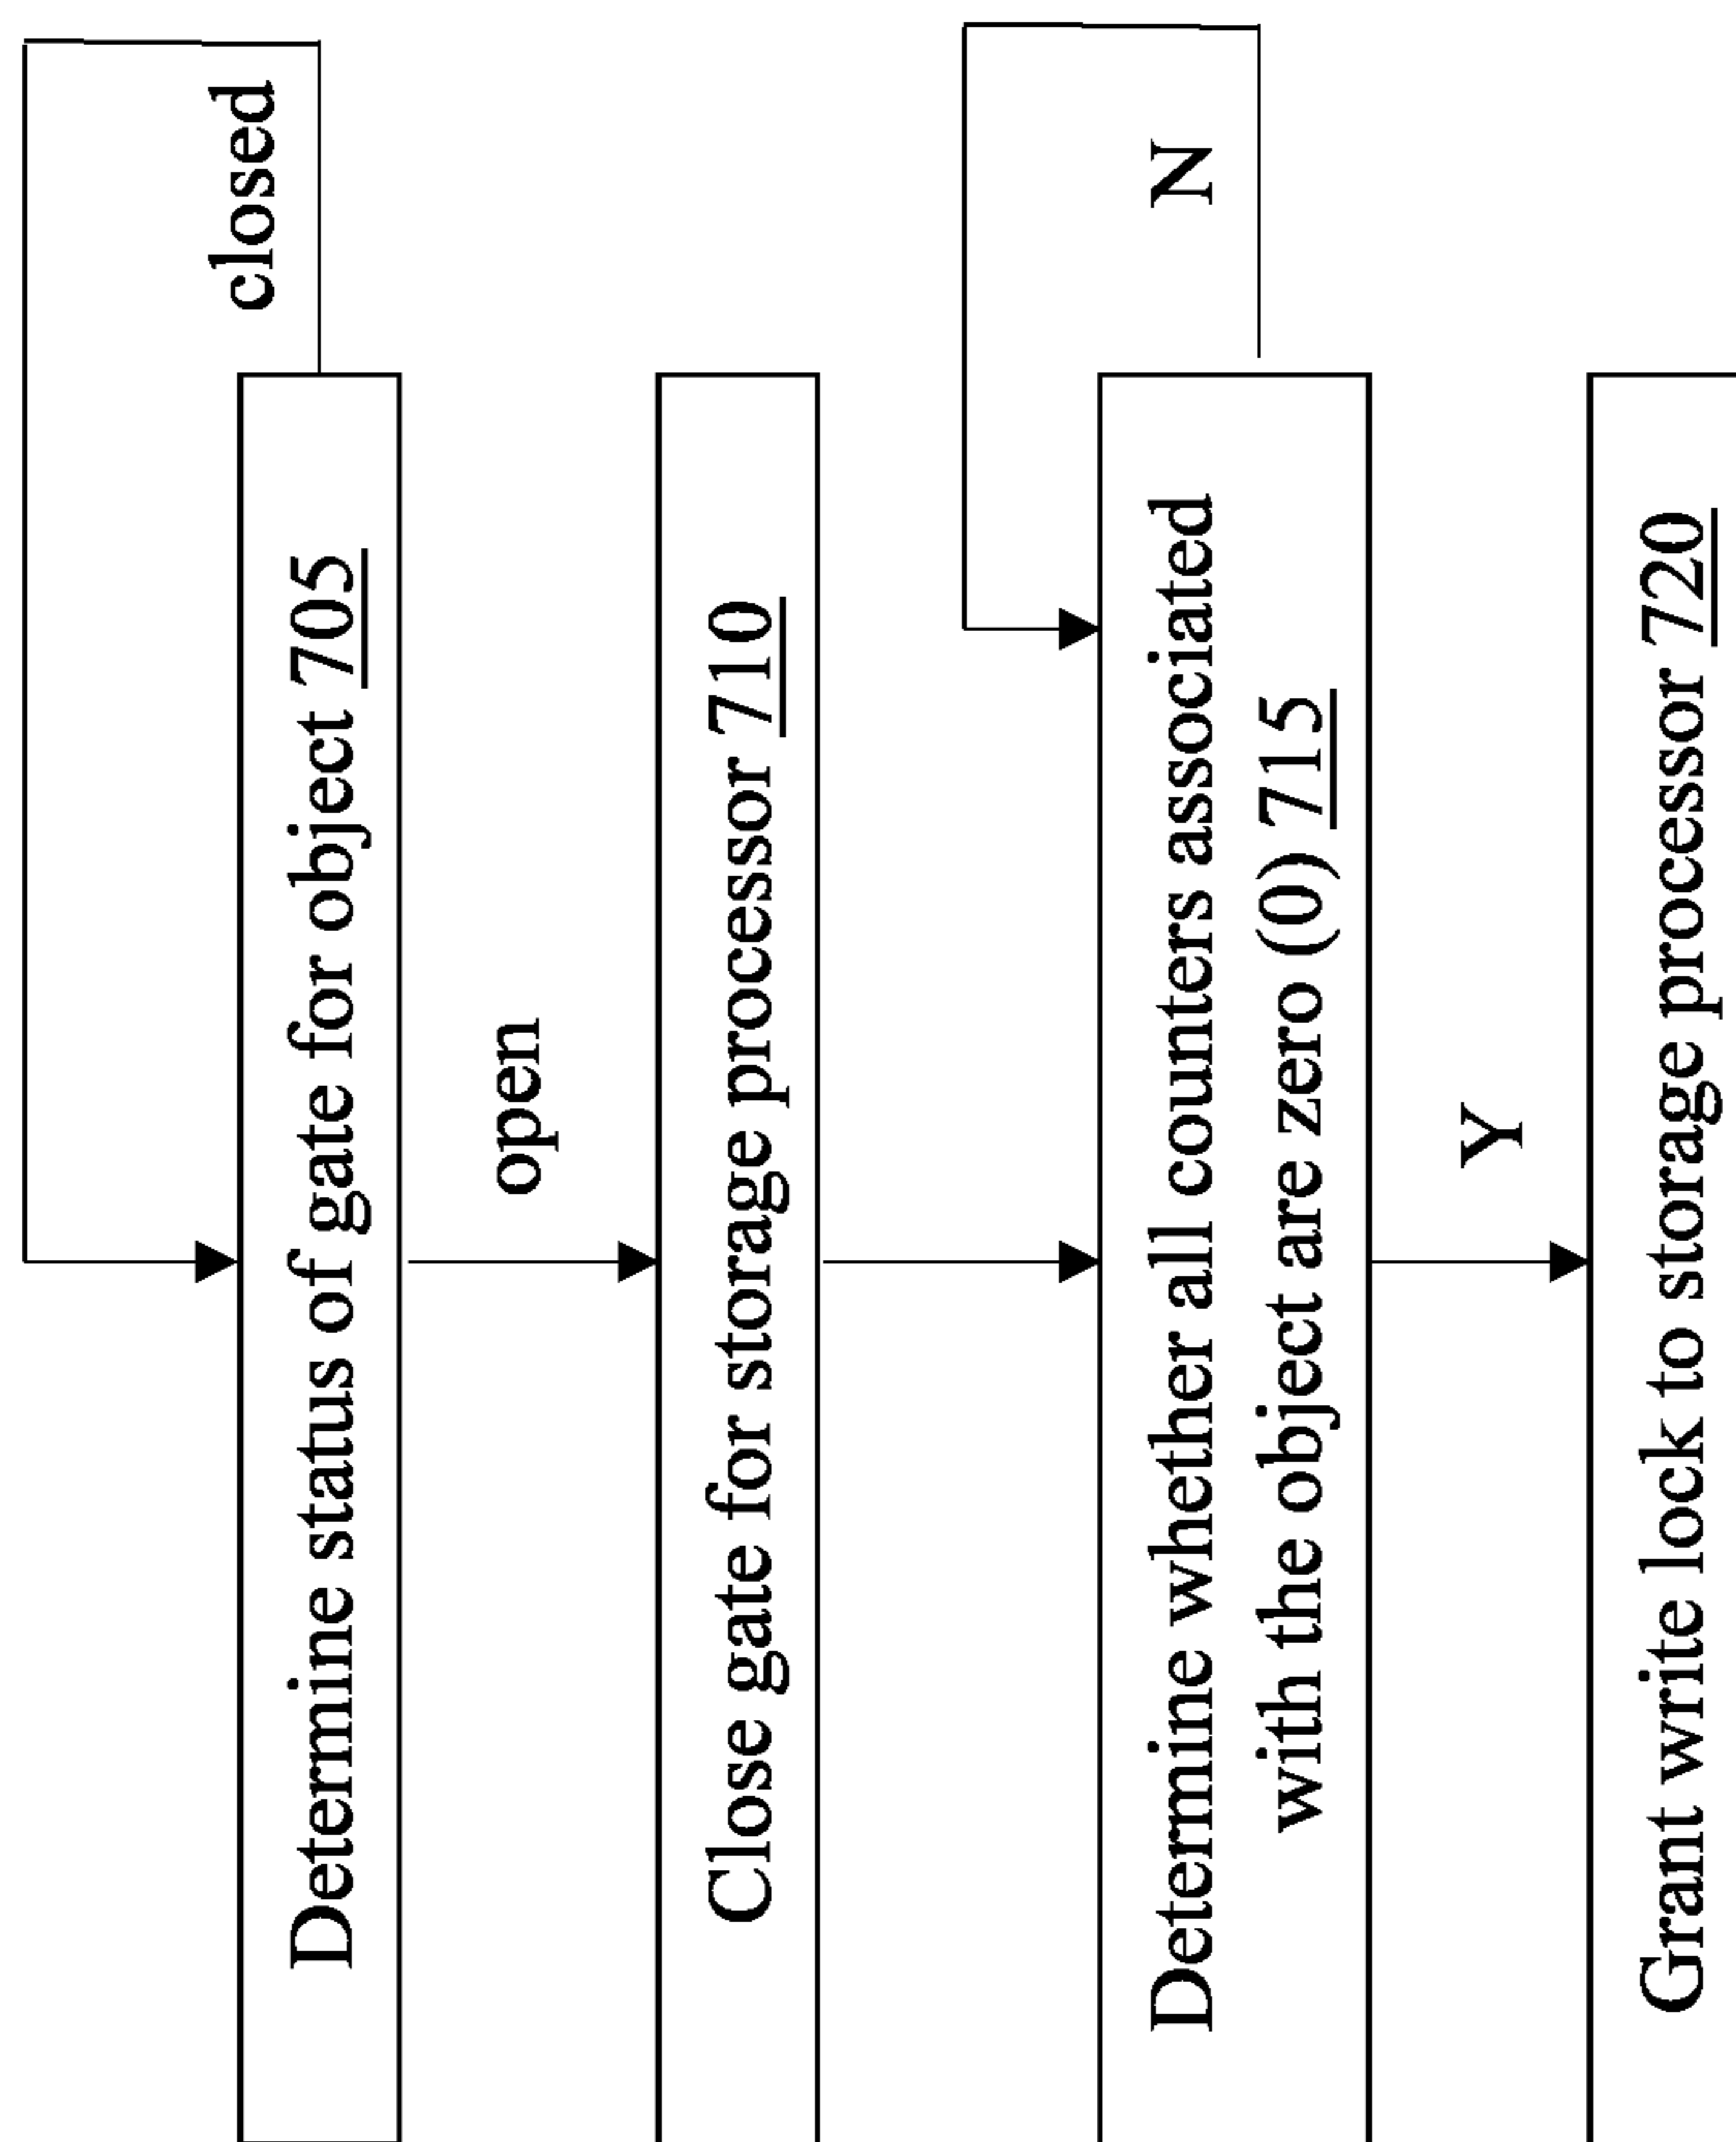 closed
Determine status of gate for object 705
open
Close gate for storage processor 710
N
Determine whether all counters associated
with the object are zero (0) 715
Y
Grant write lock to storage processor 720